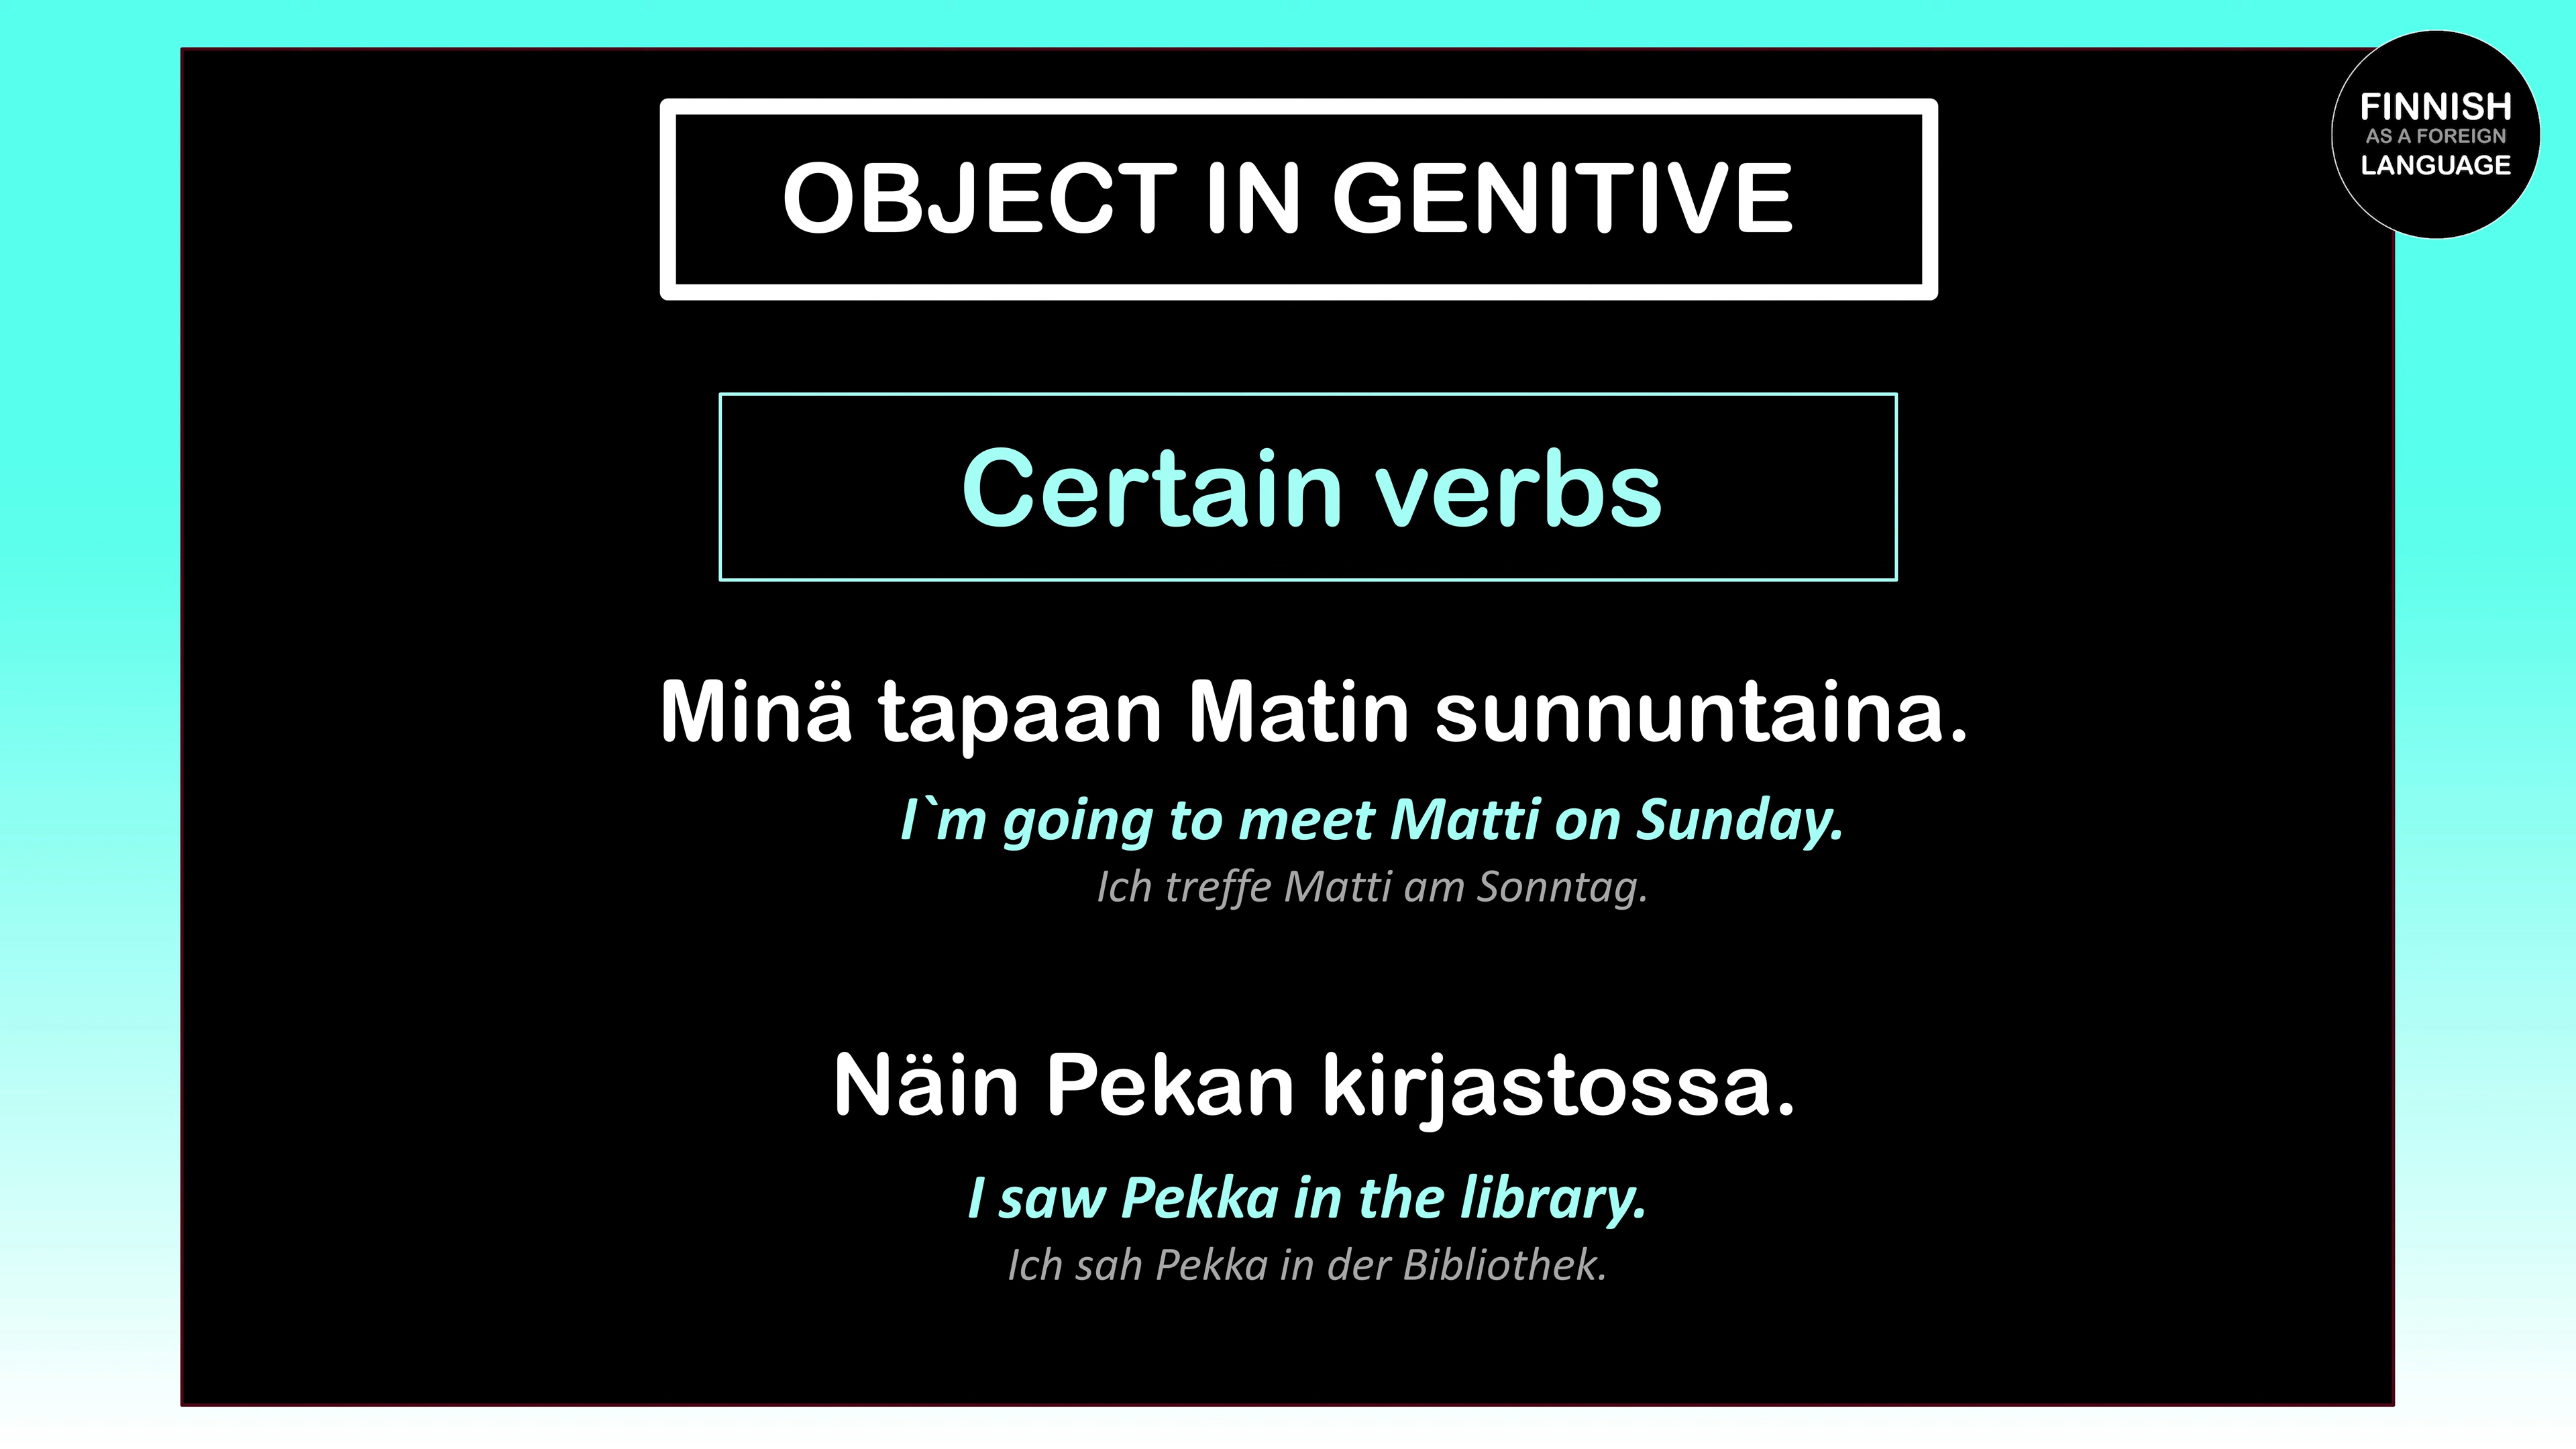 FINNISH
AS A FOREIGN
LANGUAGE
OBJECT IN GENITIVE
Certain verbs
Minä tapaan Matin sunnuntaina.
I`m going to meet Matti on Sunday.
Ich treffe Matti am Sonntag.
Näin Pekan kirjastossa.
I saw Pekka in the library.
Ich sah Pekka in der Bibliothek.